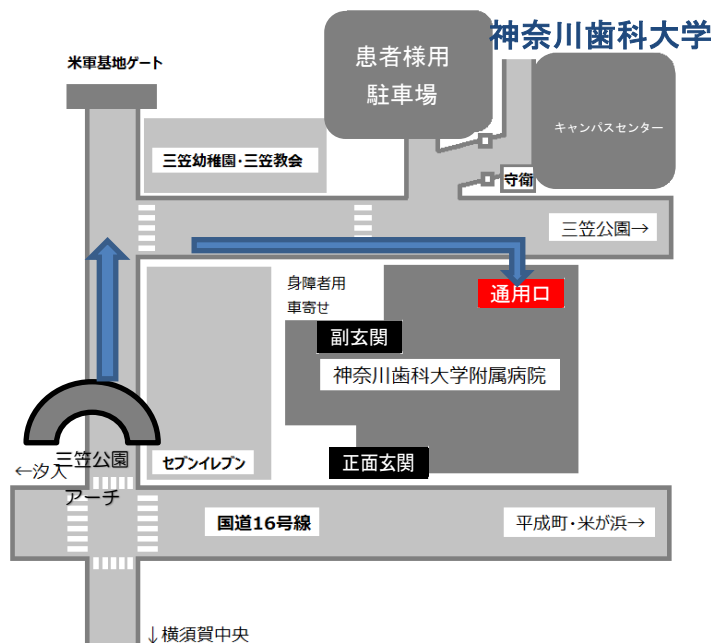 神奈川歯科大学
患者様用
駐車場
米軍基地ゲート
キャンパスセンター
三笠幼稚園・三笠教会
守衛
三笠公園→
身障者用
車寄せ
通用口
副玄関
神奈川歯科大学附属病院
三笠公園
アーチ
←汐入
セブンイレブン
正面玄関
国道16号線
平成町・米が浜→
↓横須賀中央